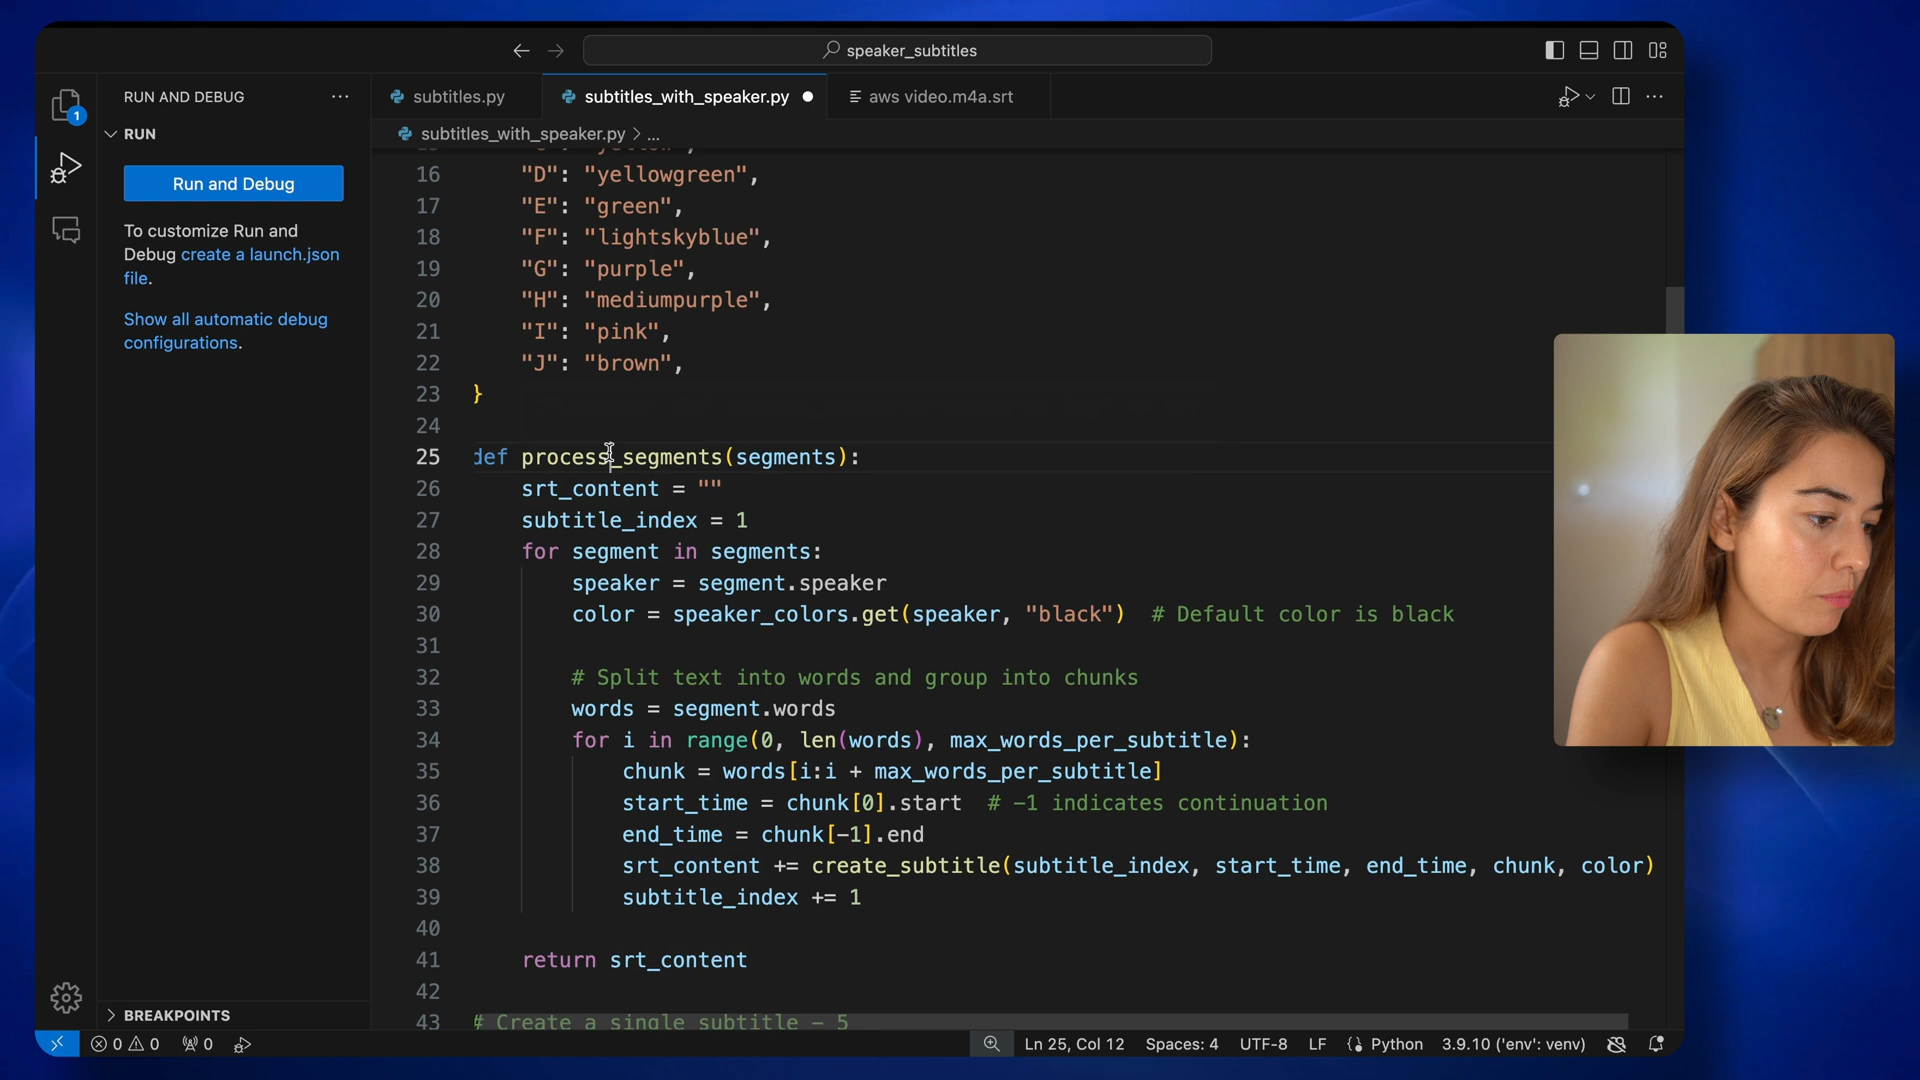 speaker_subtitles
RUN AND DEBUG
subtitles.py
subtitles_with_speaker.py
aws video.m4a.srt
RUN
subtitles_with_speaker.py > ...
Run and Debug
To customize Run and
Debug create a launch.json
file.
Show all automatic debug
configurations.
1
16 "D": "yellowgreen",
17 "E": "green",
18 "F": "lightskyblue",
19 "G": "purple",
20 "H": "mediumpurple",
21 "I": "pink",
22 "J": "brown",
23 }
24
25 def process_segments(segments):
26 srt_content = ""
27 subtitle_index = 1
28 for segment in segments:
29 speaker = segment.speaker
30 color = speaker_colors.get(speaker, "black") # Default color is black
31
32 # Split text into words and group into chunks
33 words = segment.words
34 for i in range(0, len(words), max_words_per_subtitle):
35 chunk = words[i:i + max_words_per_subtitle]
36 start_time = chunk[0].start # -1 indicates continuation
37 end_time = chunk[-1].end
38 srt_content += create_subtitle(subtitle_index, start_time, end_time, chunk, color)
39 subtitle_index += 1
40
41 return srt_content
42
43 # Create a single subtitle - 5
BREAKPOINTS
0 0 0 Ln 25, Col 12 Spaces: 4 UTF-8 LF Python 3.9.10 ('env': venv)